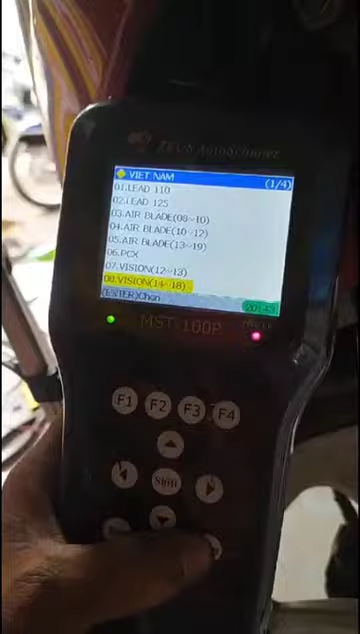 VIET NAM (1/4)
01.LEAD 110
02.LEAD 125
03.AIR BLADE(08~10)
04.AIR BLADE(10~12)
05.AIR BLADE(13~19)
06.PCX
07.VISION(12~13)
08.VISION(14~18)
[ENTER]Chon
MST-100P
F1 F2 F3 F4